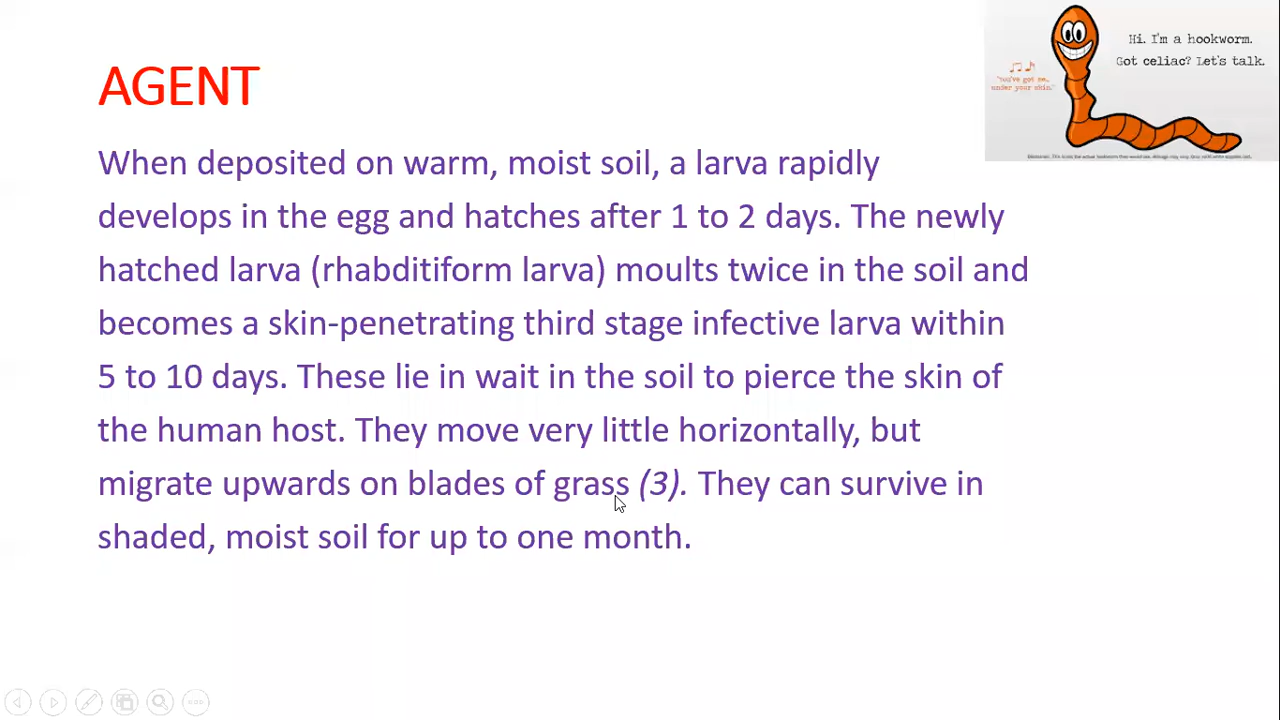 Hi. I'm a hookworm.
Got celiac? Let's talk.
"you've got me...
under your skin."
AGENT
When deposited on warm, moist soil, a larva rapidly
develops in the egg and hatches after 1 to 2 days. The newly
hatched larva (rhabditiform larva) moults twice in the soil and
becomes a skin-penetrating third stage infective larva within
5 to 10 days. These lie in wait in the soil to pierce the skin of
the human host. They move very little horizontally, but
migrate upwards on blades of grass (3). They can survive in
shaded, moist soil for up to one month.